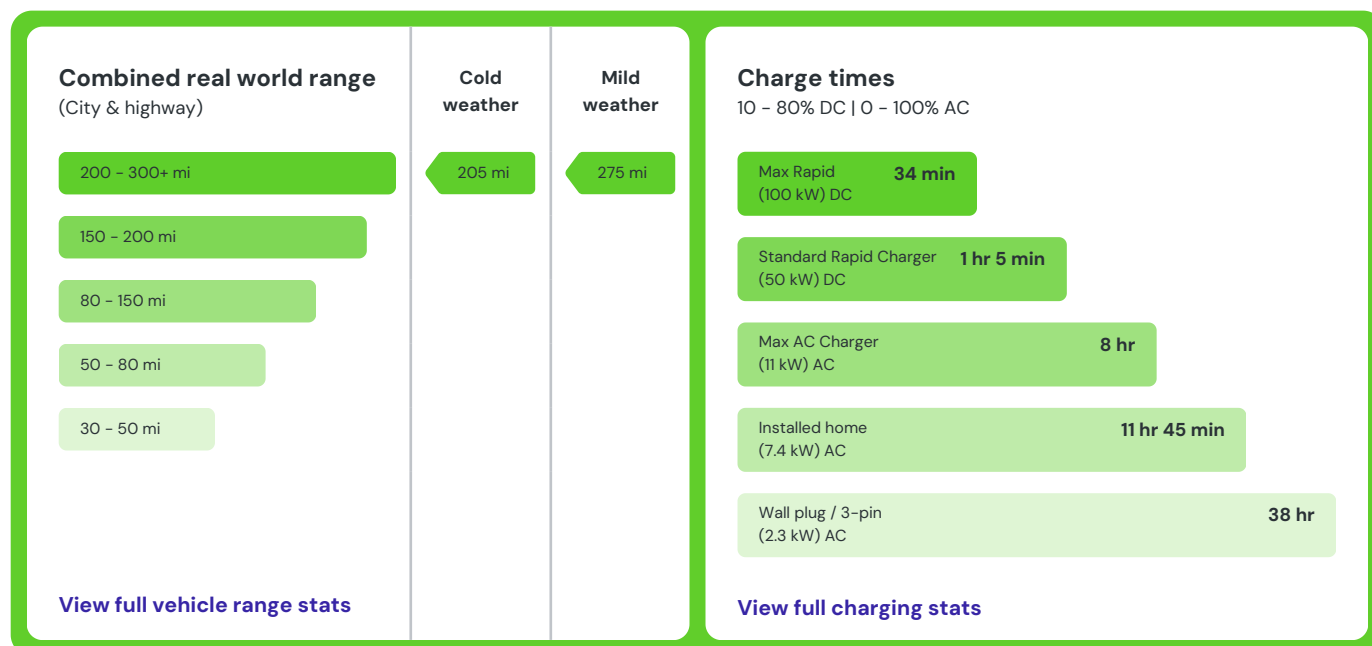 Combined real world range
(City & highway)
Cold
weather
Mild
weather
200 - 300+ mi
205 mi
275 mi
150 - 200 mi
80 - 150 mi
50 - 80 mi
30 - 50 mi
View full vehicle range stats
Charge times
10 - 80% DC | 0 - 100% AC
Max Rapid
(100 kW) DC
34 min
Standard Rapid Charger
(50 kW) DC
1 hr 5 min
Max AC Charger
(11 kW) AC
8 hr
Installed home
(7.4 kW) AC
11 hr 45 min
Wall plug / 3-pin
(2.3 kW) AC
38 hr
View full charging stats